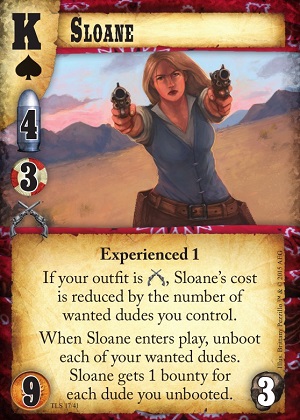 K
Sloane
4
3
Experienced 1
If your outfit is , Sloane's cost
is reduced by the number of
wanted dudes you control.
When Sloane enters play, unboot
each of your wanted dudes.
Sloane gets 1 bounty for
each dude you unbooted.
9
3